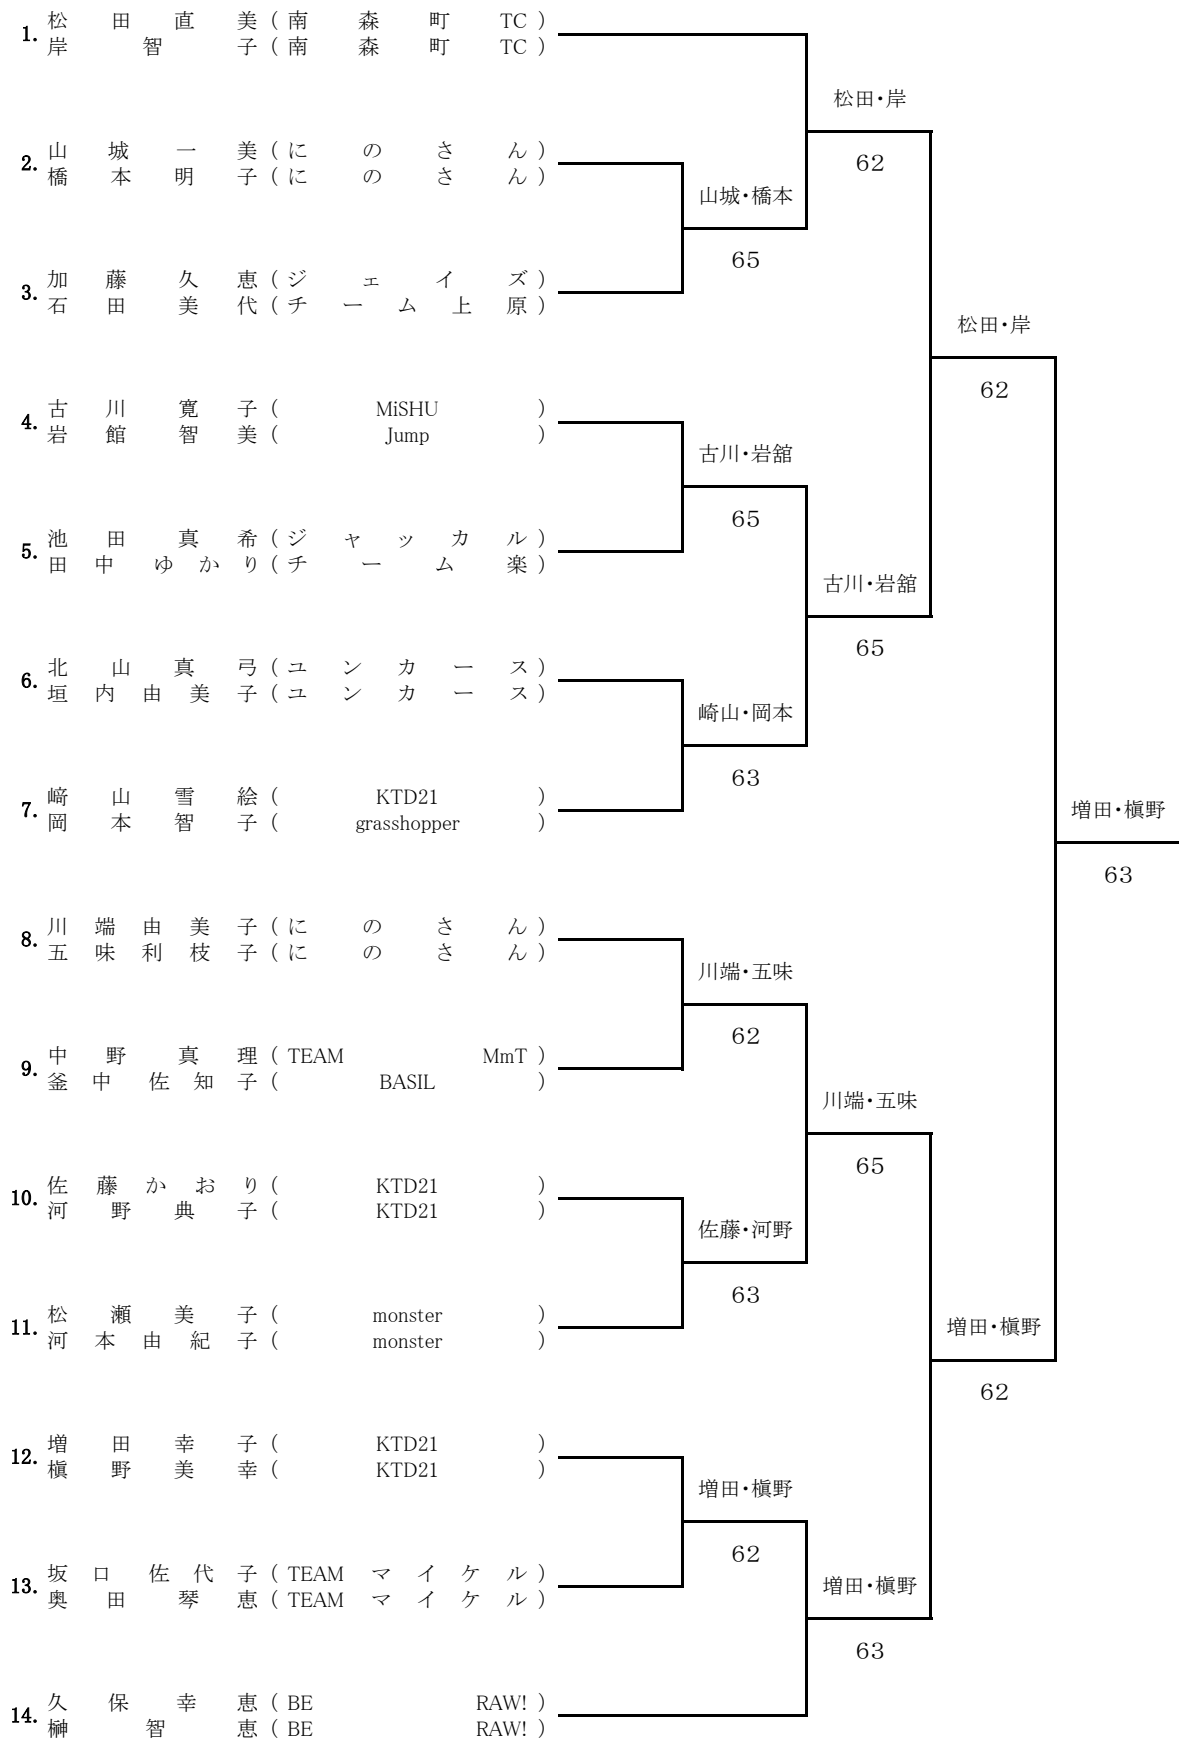 1. 松田直美(南森町TC)
岸智子(南森町TC)
松田・岸
62
2. 山城一美(にのさん)
橋本明子(にのさん)
山城・橋本
65
3. 加藤久恵(ジェイズ)
石田美代(チーム上原)
松田・岸
62
4. 古川寛子(MiSHU)
岩館智美(Jump)
古川・岩舘
65
5. 池田真希(ジャッカル)
田中ゆかり(チーム楽)
古川・岩舘
65
6. 北山真弓(ユンカース)
垣内由美子(ユンカース)
崎山・岡本
63
7. 﨑山雪絵(KTD21)
岡本智子(grasshopper)
増田・槇野
63
8. 川端由美子(にのさん)
五味利枝子(にのさん)
川端・五味
62
9. 中野真理(TEAM MmT)
釜中佐知子(BASIL)
川端・五味
65
10. 佐藤かおり(KTD21)
河野典子(KTD21)
佐藤・河野
63
11. 松瀬美子(monster)
河本由紀子(monster)
増田・槇野
62
12. 増田幸子(KTD21)
槇野美幸(KTD21)
増田・槇野
62
13. 坂口佐代子(TEAMマイケル)
奥田琴恵(TEAMマイケル)
増田・槇野
63
14. 久保幸恵(BE RAW!)
榊智恵(BE RAW!)